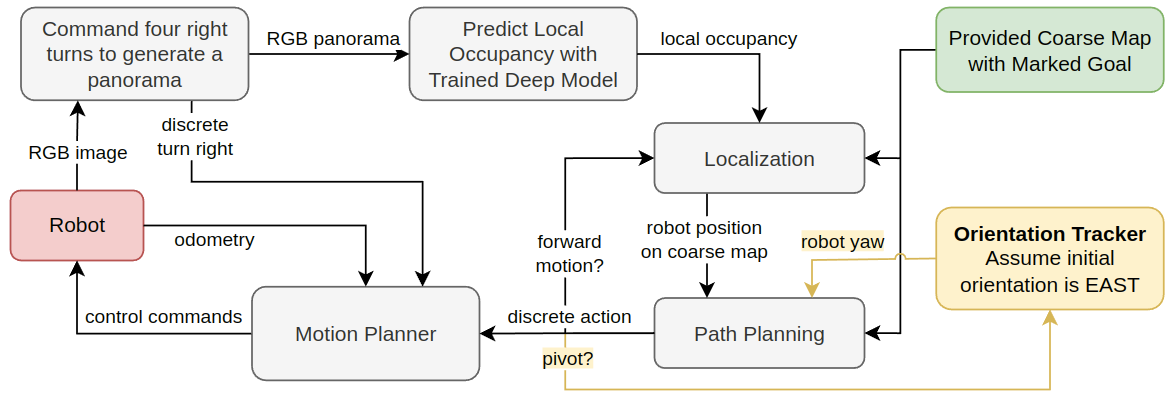 Command four right
turns to generate a
panorama
RGB panorama
Predict Local
Occupancy with
Trained Deep Model
local occupancy
Provided Coarse Map
with Marked Goal
discrete
turn right
RGB image
Localization
Robot
odometry
forward
motion?
robot position
on coarse map
robot yaw
Orientation Tracker
Assume initial
orientation is EAST
control commands
Motion Planner
discrete action
Path Planning
pivot?